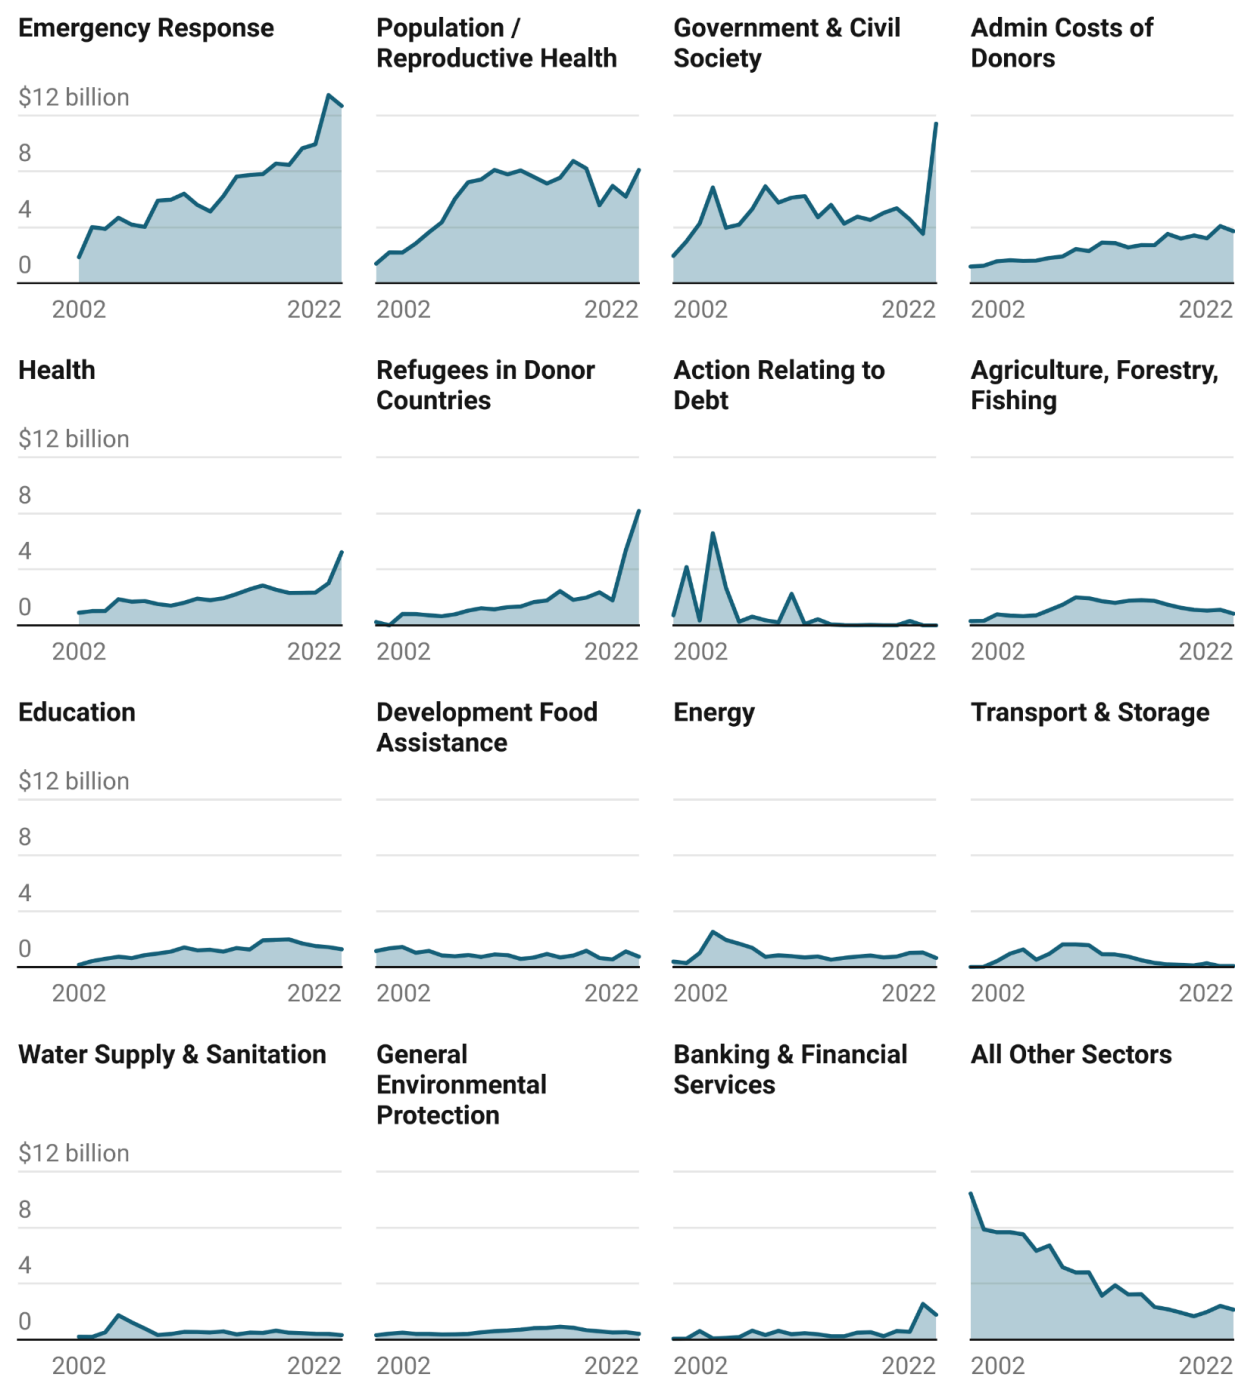 Emergency Response
$12 billion
8
4
0
2002
2022
Population /
Reproductive Health
2002
2022
Government & Civil
Society
2002
2022
Admin Costs of
Donors
2002
2022
Health
$12 billion
8
4
0
2002
2022
Refugees in Donor
Countries
2002
2022
Action Relating to
Debt
2002
2022
Agriculture, Forestry,
Fishing
2002
2022
Education
$12 billion
8
4
0
2002
2022
Development Food
Assistance
2002
2022
Energy
2002
2022
Transport & Storage
2002
2022
Water Supply & Sanitation
$12 billion
8
4
0
2002
2022
General
Environmental
Protection
2002
2022
Banking & Financial
Services
2002
2022
All Other Sectors
2002
2022